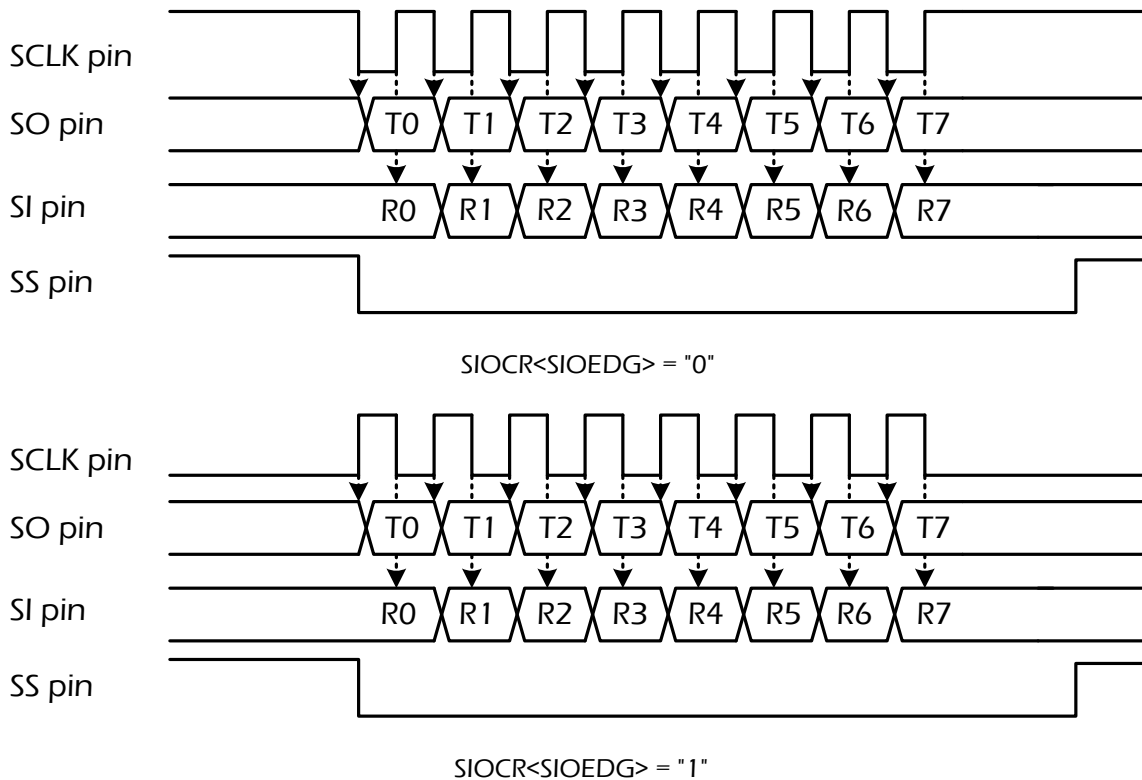 SCLK pin
SO pin T0 T1 T2 T3 T4 T5 T6 T7
SI pin R0 R1 R2 R3 R4 R5 R6 R7
SS pin
SIOCR<SIOEDG> = "0"
SCLK pin
SO pin T0 T1 T2 T3 T4 T5 T6 T7
SI pin R0 R1 R2 R3 R4 R5 R6 R7
SS pin
SIOCR<SIOEDG> = "1"